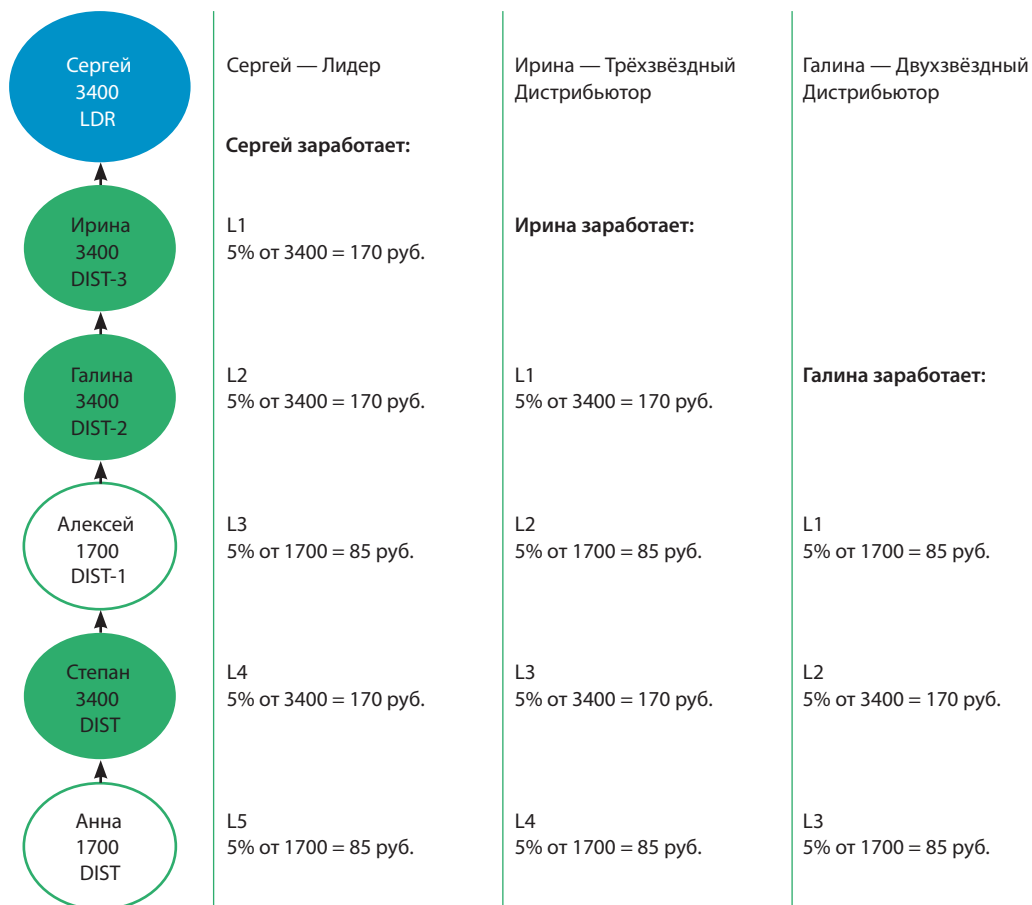 Сергей
3400
LDR
Сергей — Лидер
Ирина — Трёхзвёздный
Дистрибьютор
Галина — Двухзвёздный
Дистрибьютор
Сергей заработает:
Ирина
3400
DIST-3
L1
5% от 3400 = 170 руб.
Ирина заработает:
Галина
3400
DIST-2
L2
5% от 3400 = 170 руб.
L1
5% от 3400 = 170 руб.
Галина заработает:
Алексей
1700
DIST-1
L3
5% от 1700 = 85 руб.
L2
5% от 1700 = 85 руб.
L1
5% от 1700 = 85 руб.
Степан
3400
DIST
L4
5% от 3400 = 170 руб.
L3
5% от 3400 = 170 руб.
L2
5% от 3400 = 170 руб.
Анна
1700
DIST
L5
5% от 1700 = 85 руб.
L4
5% от 1700 = 85 руб.
L3
5% от 1700 = 85 руб.